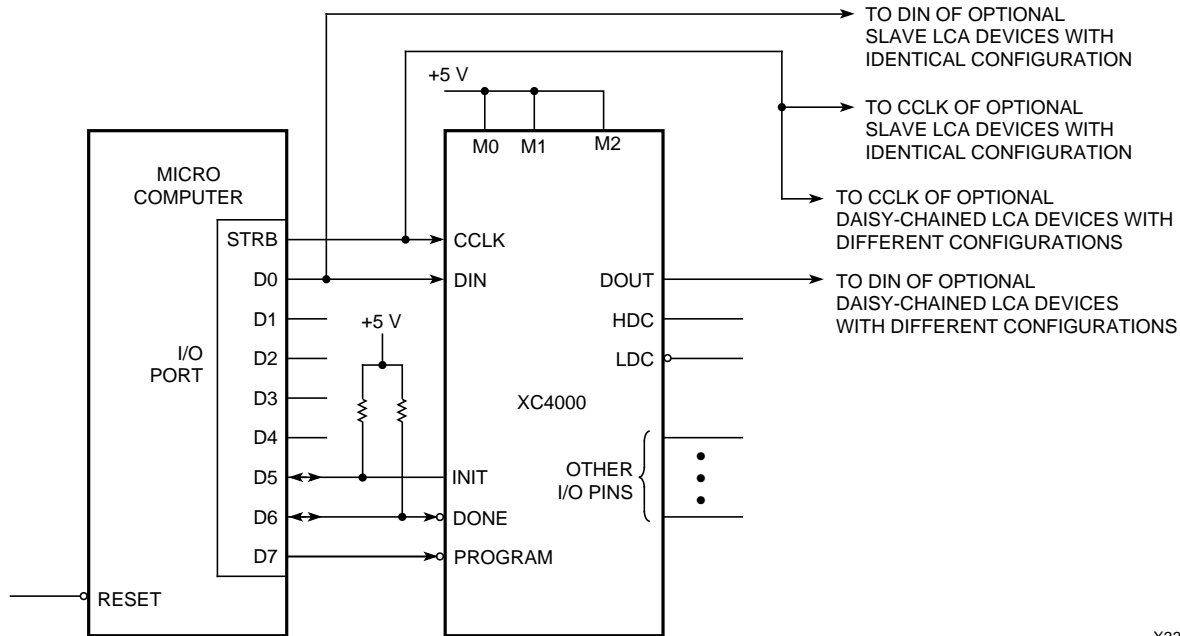 TO DIN OF OPTIONAL
SLAVE LCA DEVICES WITH
IDENTICAL CONFIGURATION
+5 V
TO CCLK OF OPTIONAL
SLAVE LCA DEVICES WITH
IDENTICAL CONFIGURATION
M0 M1 M2
MICRO
COMPUTER
TO CCLK OF OPTIONAL
DAISY-CHAINED LCA DEVICES WITH
DIFFERENT CONFIGURATIONS
STRB
CCLK
D0
DIN
DOUT
TO DIN OF OPTIONAL
DAISY-CHAINED LCA DEVICES
WITH DIFFERENT CONFIGURATIONS
D1
+5 V
HDC
I/O
PORT
D2
LDC
D3
XC4000
D4
D5
INIT
OTHER
I/O PINS
D6
DONE
D7
PROGRAM
RESET